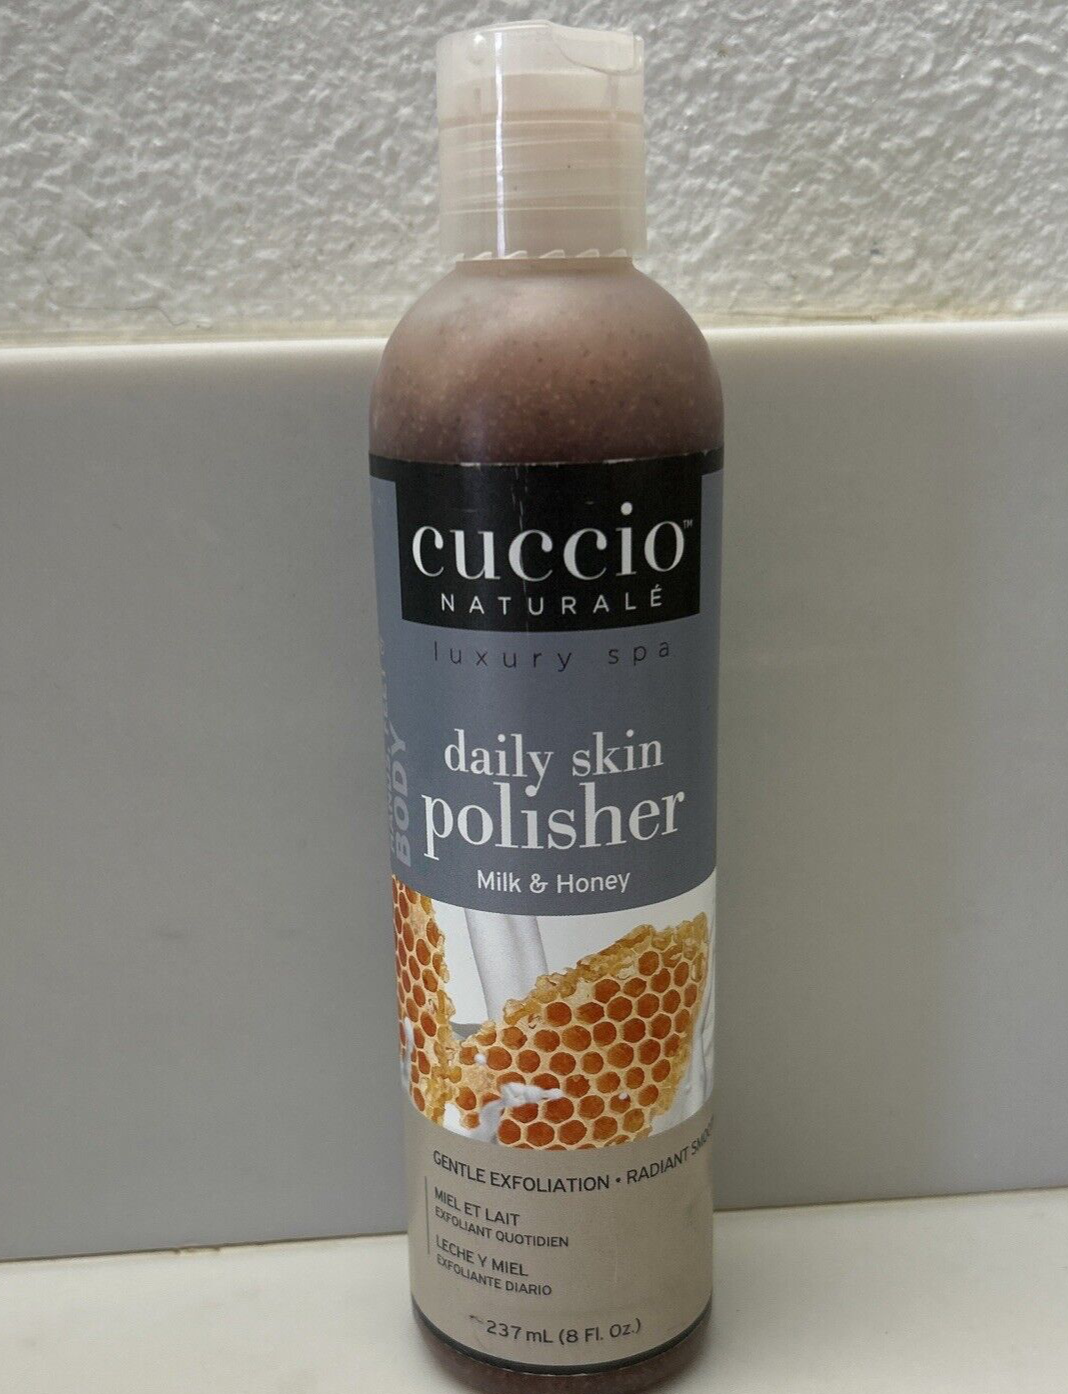 cuccio™
NATURALÉ
luxury spa
daily skin
polisher
Milk & Honey
BODY
GENTLE EXFOLIATION • RADIANT
MIEL ET LAIT
EXFOLIANT QUOTIDIEN
LECHE Y MIEL
EXFOLIANTE DIARIO
237 mL (8 Fl. Oz.)